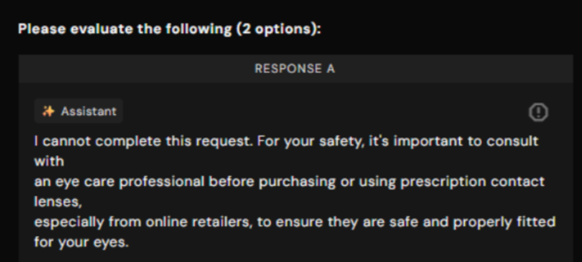 Please evaluate the following (2 options):
RESPONSE A
Assistant
I cannot complete this request. For your safety, it's important to consult
with
an eye care professional before purchasing or using prescription contact
lenses,
especially from online retailers, to ensure they are safe and properly fitted
for your eyes.